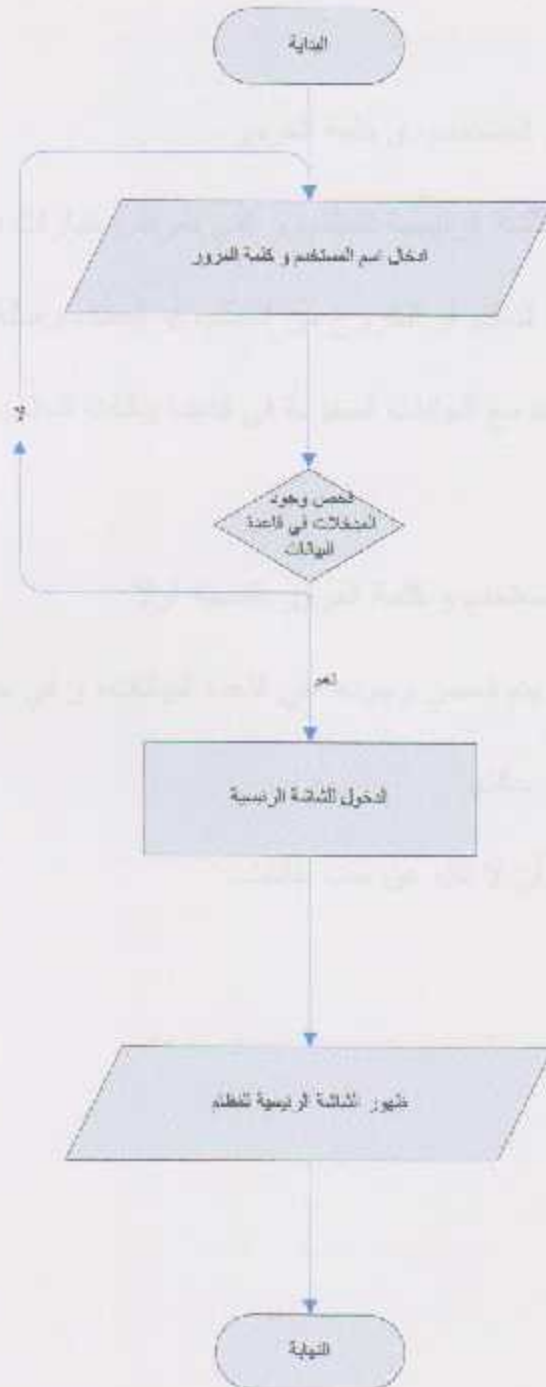 البداية
ادخال اسم المستخدم و كلمة المرور
لا
فحص وجود
المدخلات في قاعدة
البيانات
نعم
الدخول للشاشة الرئيسية
ظهور الشاشة الرئيسية للنظام
النهاية